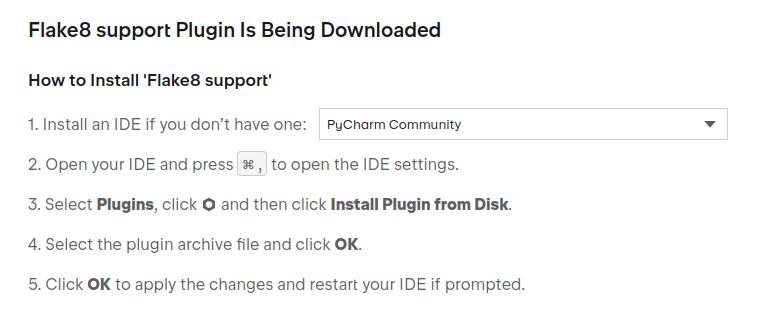 Flake8 support Plugin Is Being Downloaded
How to Install 'Flake8 support'
1. Install an IDE if you don’t have one: PyCharm Community
2. Open your IDE and press ⌘ , to open the IDE settings.
3. Select Plugins, click and then click Install Plugin from Disk.
4. Select the plugin archive file and click OK.
5. Click OK to apply the changes and restart your IDE if prompted.